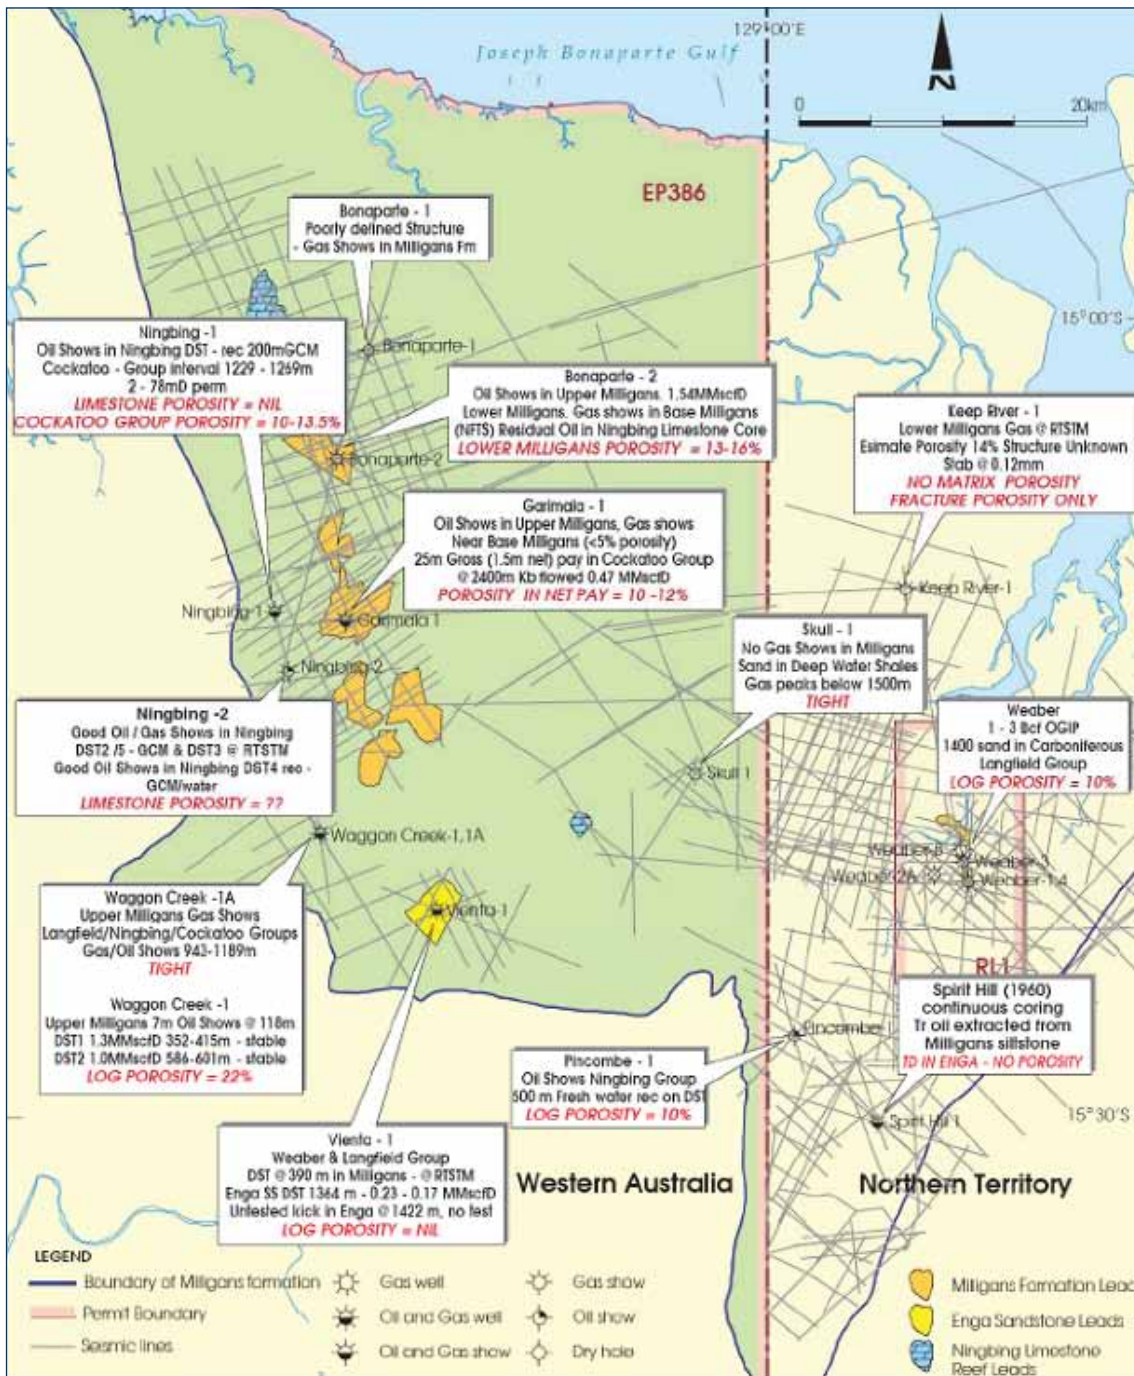 129°00'E
Joseph Bonaparte Gulf
N
0
20km
EP386
Bonaparte - 1
Poorly defined Structure
- Gas Shows in Milligans Fm
15°00'S
Ningbing -1
Oil Shows in Ningbing DST - rec 200mGCM
Cockatoo - Group interval 1229 - 1269m
2 - 78mD perm
LIMESTONE POROSITY = NIL
COCKATOO GROUP POROSITY = 10-13.5%
Bonaparte-1
Bonaparte - 2
Oil Shows in Upper Milligans. 1.54MMscfD
Lower Milligans. Gas shows in Base Milligans
(NFTS) Residual Oil in Ningbing Limestone Core
LOWER MILLIGANS POROSITY = 13-16%
Keep River - 1
Lower Milligans Gas @ RTSTM
Esimate Porosity 14% Structure Unknown
Stab @ 0.12mm
NO MATRIX POROSITY
FRACTURE POROSITY ONLY
Bonaparte-2
Garimala - 1
Oil Shows in Upper Milligans, Gas shows
Near Base Milligans (<5% porosity)
25m Gross (1.5m net) pay in Cockatoo Group
@ 2400m Kb flowed 0.47 MMscfD
POROSITY IN NET PAY = 10 -12%
Keep River-1
Ningbing-1
Garimala 1
Skull - 1
No Gas Shows in Milligans
Sand in Deep Water Shales
Gas peaks below 1500m
TIGHT
Ningbing-2
Ningbing -2
Good Oil / Gas Shows in Ningbing
DST2 /5 - GCM & DST3 @ RTSTM
Good Oil Shows in Ningbing DST4 rec -
GCM/water
LIMESTONE POROSITY = ??
Weaber
1 - 3 Bcf OGIP
1400 sand in Carboniferous
Langfield Group
LOG POROSITY = 10%
Skull 1
Waggon Creek-1,1A
Weaber-5
Weaber-3
Weaber-2A
Weaber-1,4
Waggon Creek -1A
Upper Milligans Gas Shows
Langfield/Ningbing/Cockatoo Groups
Gas/Oil Shows 943-1189m
TIGHT
Waggon Creek -1
Upper Milligans 7m Oil Shows @ 118m
DST1 1.3MMscfD 352-415m - stable
DST2 1.0MMscfD 586-601m - stable
LOG POROSITY = 22%
Vienta-1
RL1
Spirit Hill (1960)
continuous coring
Tr oil extracted from
Milligans siltstone
TD IN ENGA - NO POROSITY
Pincombe-1
Pincombe - 1
Oil Shows Ningbing Group
500 m Fresh water rec on DST
LOG POROSITY = 10%
Spirit Hill 1
15°30'S
Vienta - 1
Weaber & Langfield Group
DST @ 390 m in Milligans - @ RTSTM
Enga SS DST 1364 m - 0.23 - 0.17 MMscfD
Untested kick in Enga @ 1422 m, no test
LOG POROSITY = NIL
Western Australia
Northern Territory
LEGEND
Boundary of Milligans formation
Permit Boundary
Seismic lines
Gas well
Oil and Gas well
Oil and Gas show
Gas show
Oil show
Dry hole
Milligans Formation Leads
Enga Sandstone Leads
Ningbing Limestone
Reef Leads